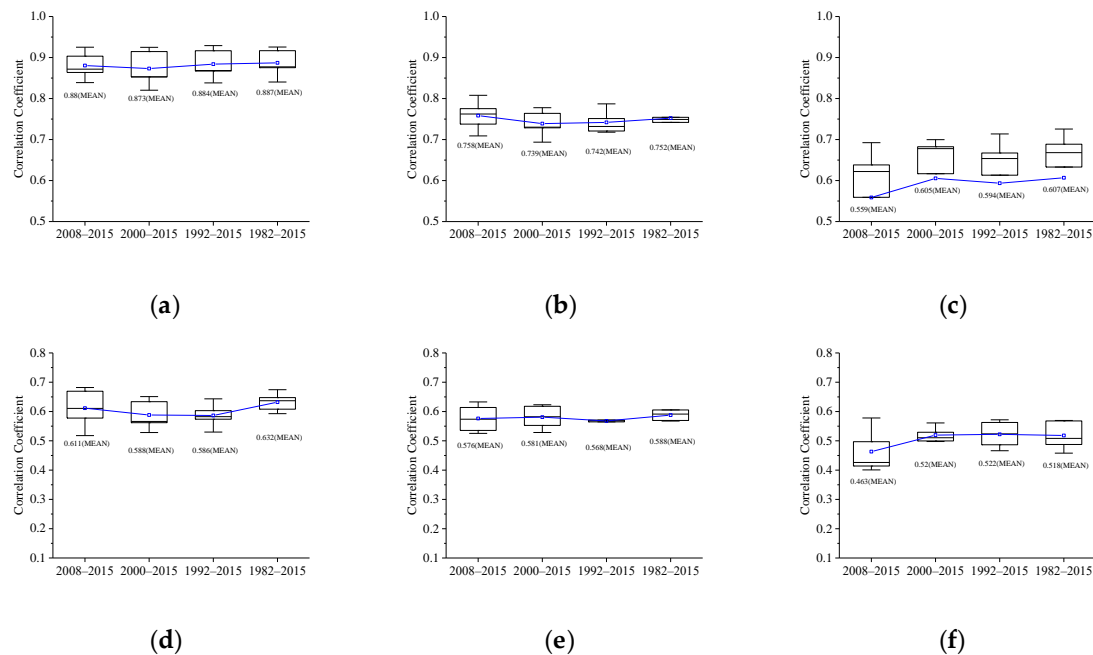 1.0
0.9
0.8
0.7
0.6
0.5
Correlation Coefficient
0.88(MEAN)
0.873(MEAN)
0.884(MEAN)
0.887(MEAN)
2008–2015 2000–2015 1992–2015 1982–2015
(a)
1.0
0.9
0.8
0.7
0.6
0.5
Correlation Coefficient
0.758(MEAN)
0.739(MEAN)
0.742(MEAN)
0.752(MEAN)
2008–2015 2000–2015 1992–2015 1982–2015
(b)
1.0
0.9
0.8
0.7
0.6
0.5
Correlation Coefficient
0.559(MEAN)
0.605(MEAN)
0.594(MEAN)
0.607(MEAN)
2008–2015 2000–2015 1992–2015 1982–2015
(c)
0.8
0.7
0.6
0.5
0.4
0.3
0.2
0.1
Correlation Coefficient
0.611(MEAN)
0.588(MEAN)
0.586(MEAN)
0.632(MEAN)
2008–2015 2000–2015 1992–2015 1982–2015
(d)
0.8
0.7
0.6
0.5
0.4
0.3
0.2
0.1
Correlation Coefficient
0.576(MEAN)
0.581(MEAN)
0.568(MEAN)
0.588(MEAN)
2008–2015 2000–2015 1992–2015 1982–2015
(e)
0.8
0.7
0.6
0.5
0.4
0.3
0.2
0.1
Correlation Coefficient
0.463(MEAN)
0.52(MEAN)
0.522(MEAN)
0.518(MEAN)
2008–2015 2000–2015 1992–2015 1982–2015
(f)